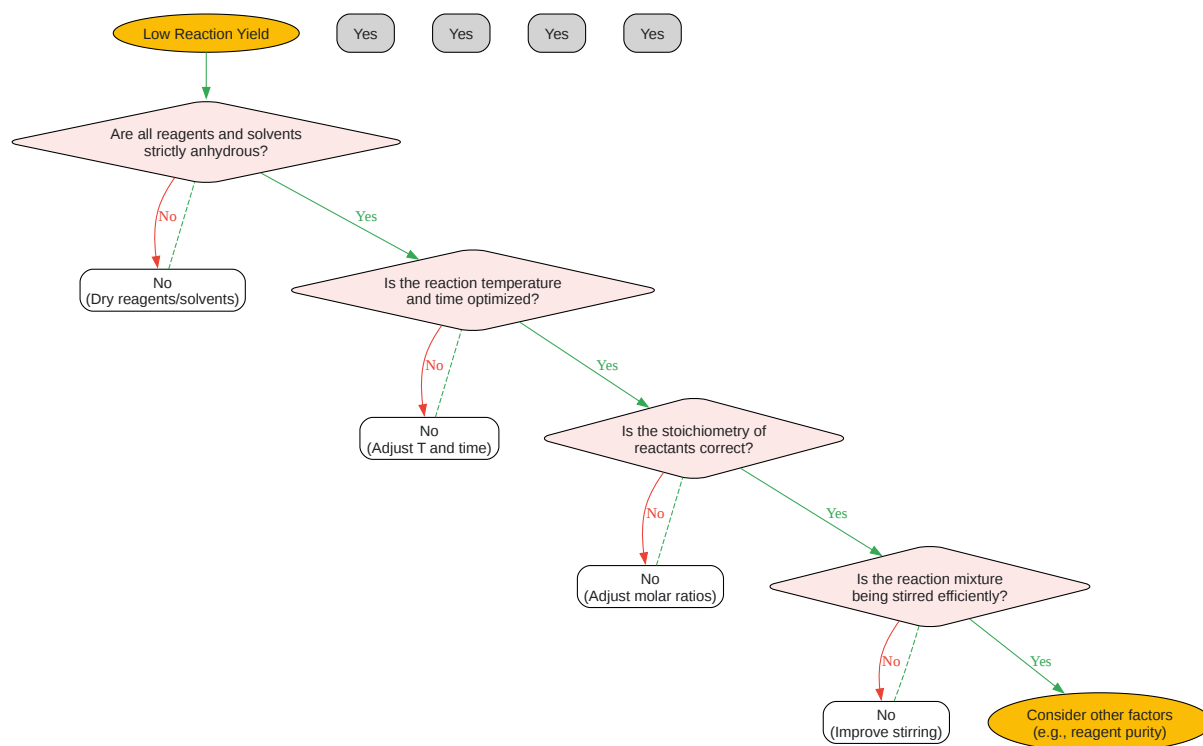 Low Reaction Yield
Yes
Yes
Yes
Yes
Are all reagents and solvents
strictly anhydrous?
No
Yes
No
(Dry reagents/solvents)
Is the reaction temperature
and time optimized?
No
Yes
No
(Adjust T and time)
Is the stoichiometry of
reactants correct?
No
Yes
No
(Adjust molar ratios)
Is the reaction mixture
being stirred efficiently?
No
Yes
No
(Improve stirring)
Consider other factors
(e.g., reagent purity)